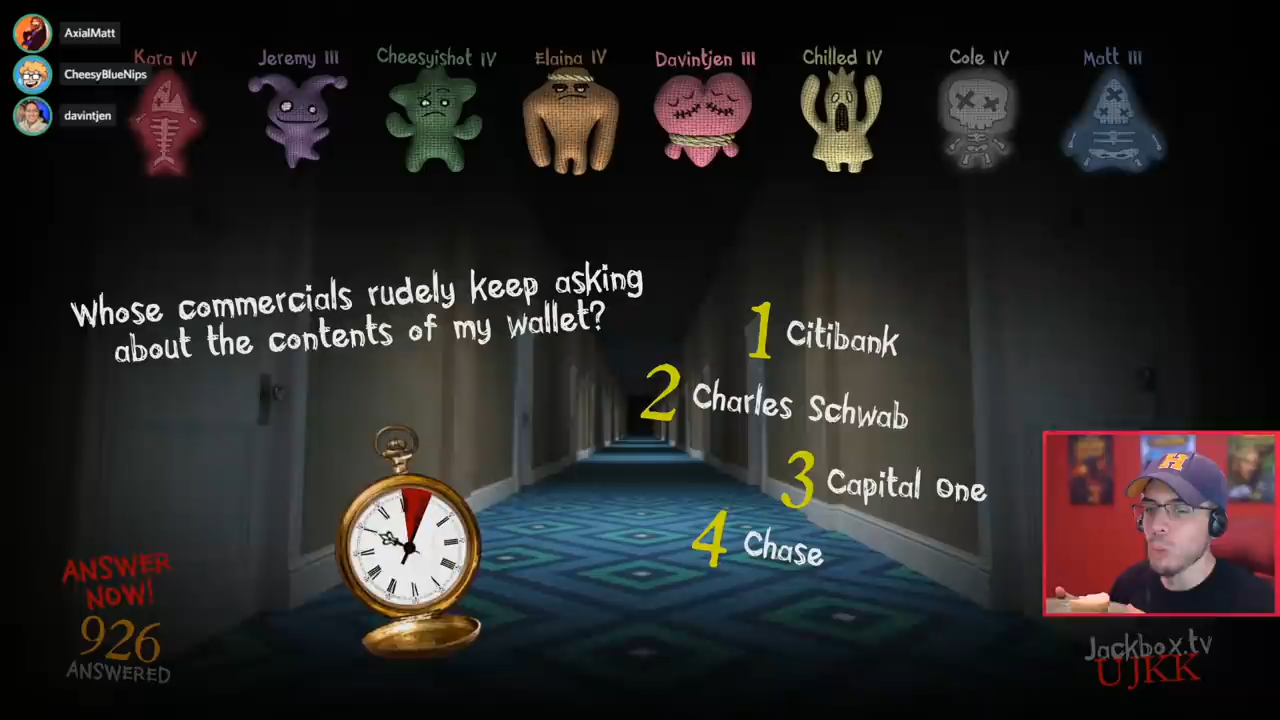 AxialMatt
CheesyBlueNips
davintjen
Kara IV
Jeremy III
Cheesyishot IV
Elaina IV
Davintjen III
Chilled IV
Cole IV
Matt III
Whose commercials rudely keep asking
about the contents of my wallet?
1 Citibank
2 Charles Schwab
3 Capital One
4 Chase
ANSWER
NOW!
926
ANSWERED
H
Jackbox.tv
UJKK